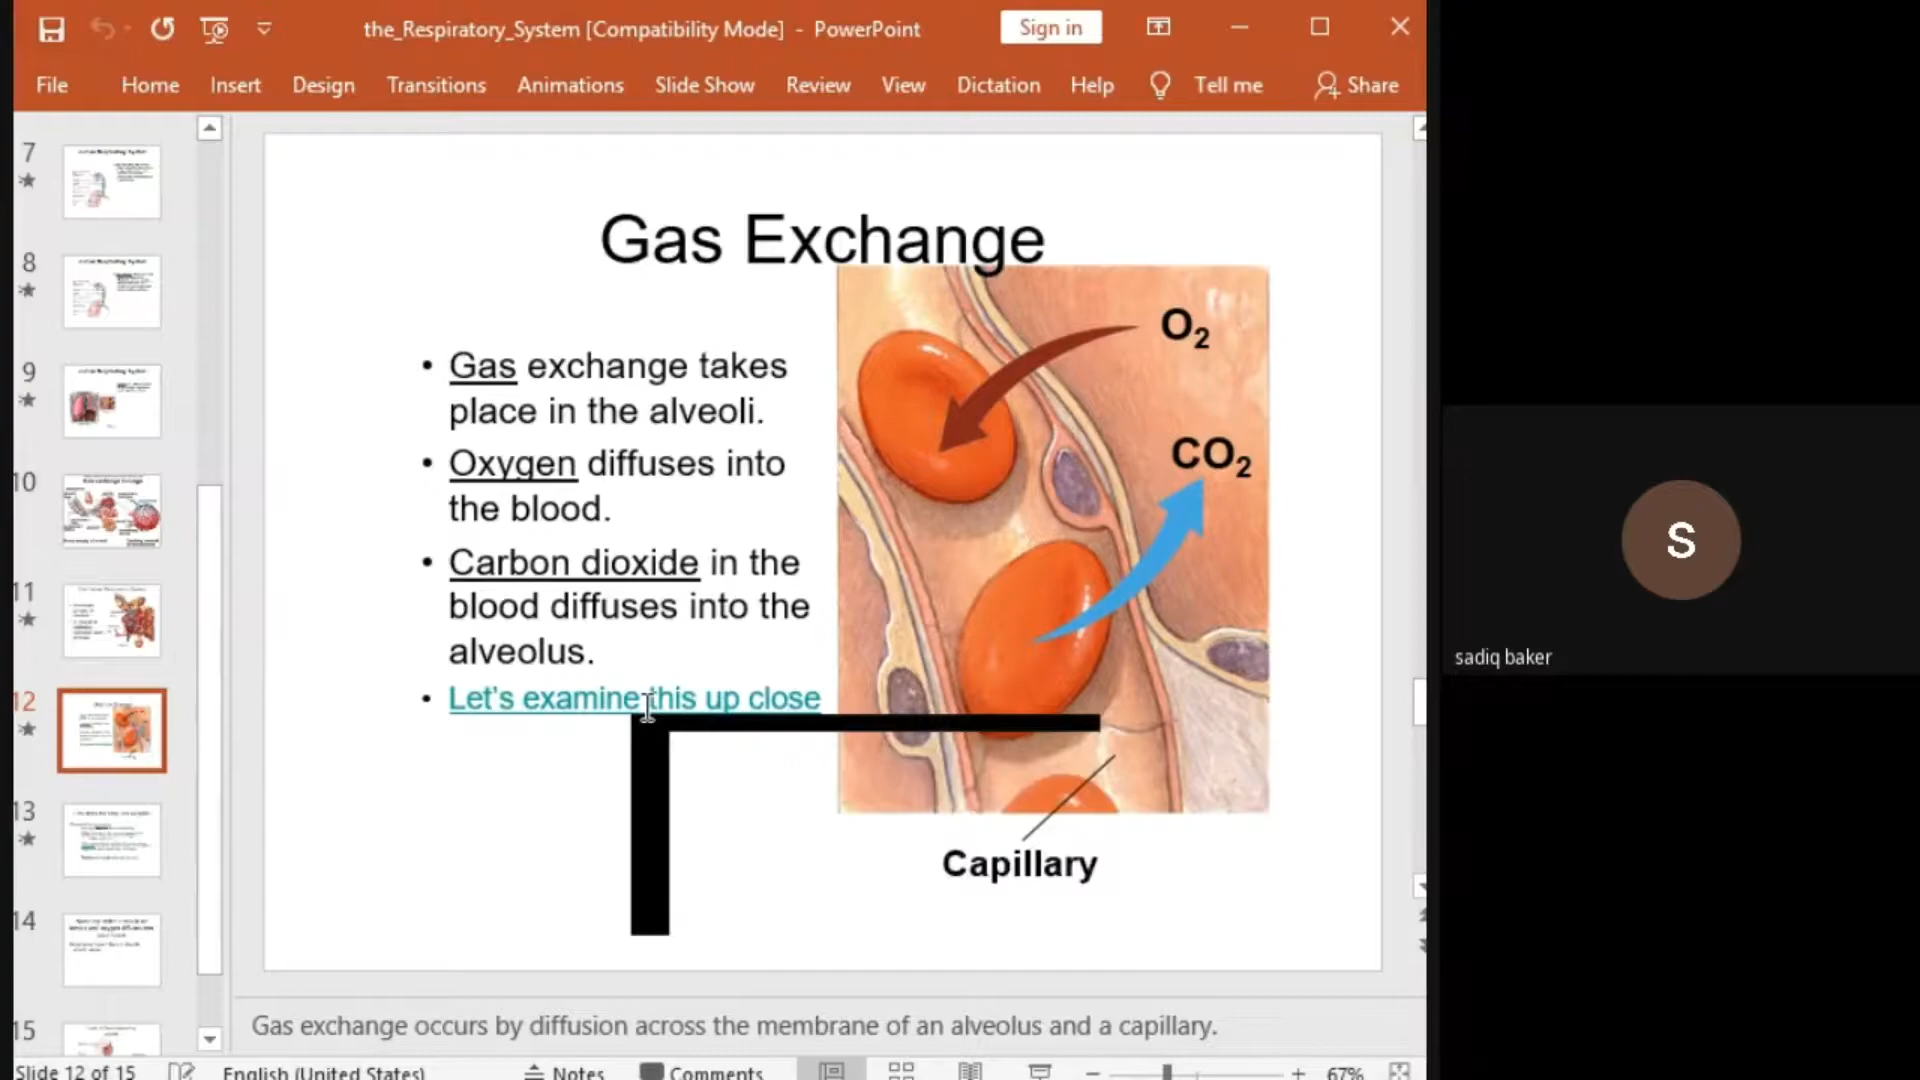 the_Respiratory_System [Compatibility Mode] - PowerPoint
Sign in
File Home Insert Design Transitions Animations Slide Show Review View Dictation Help Tell me Share
7
8
9
10
11
12
13
14
15
Gas Exchange
• Gas exchange takes
place in the alveoli.
• Oxygen diffuses into
the blood.
• Carbon dioxide in the
blood diffuses into the
alveolus.
• Let's examine this up close
O2
CO2
Capillary
Gas exchange occurs by diffusion across the membrane of an alveolus and a capillary.
Slide 12 of 15 English (United States) Notes Comments 67%
S
sadiq baker